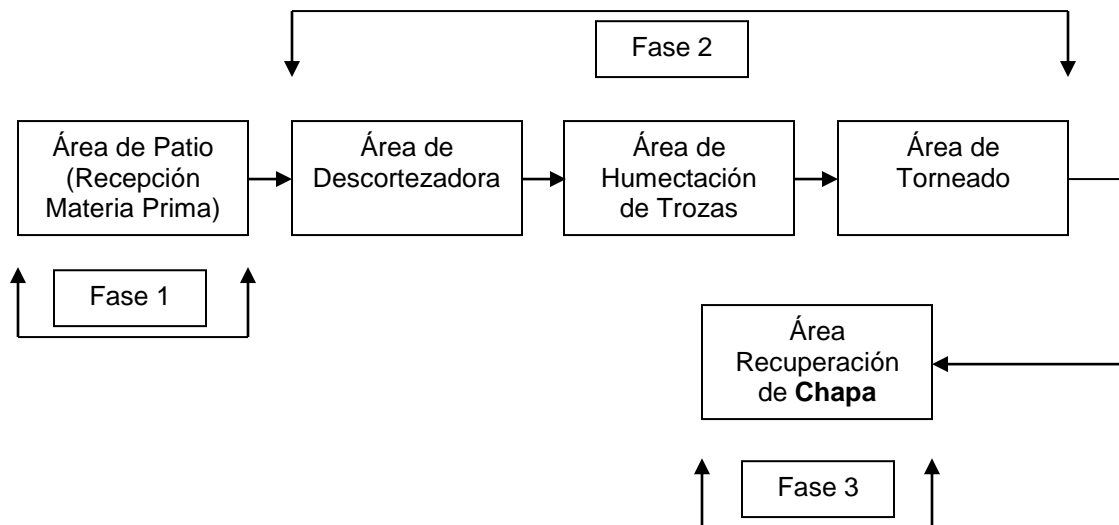 Fase 2
Área de Patio
(Recepción
Materia Prima)
Área de
Descortezadora
Área de
Humectación
de Trozas
Área de
Torneado
Fase 1
Área
Recuperación
de Chapa
Fase 3